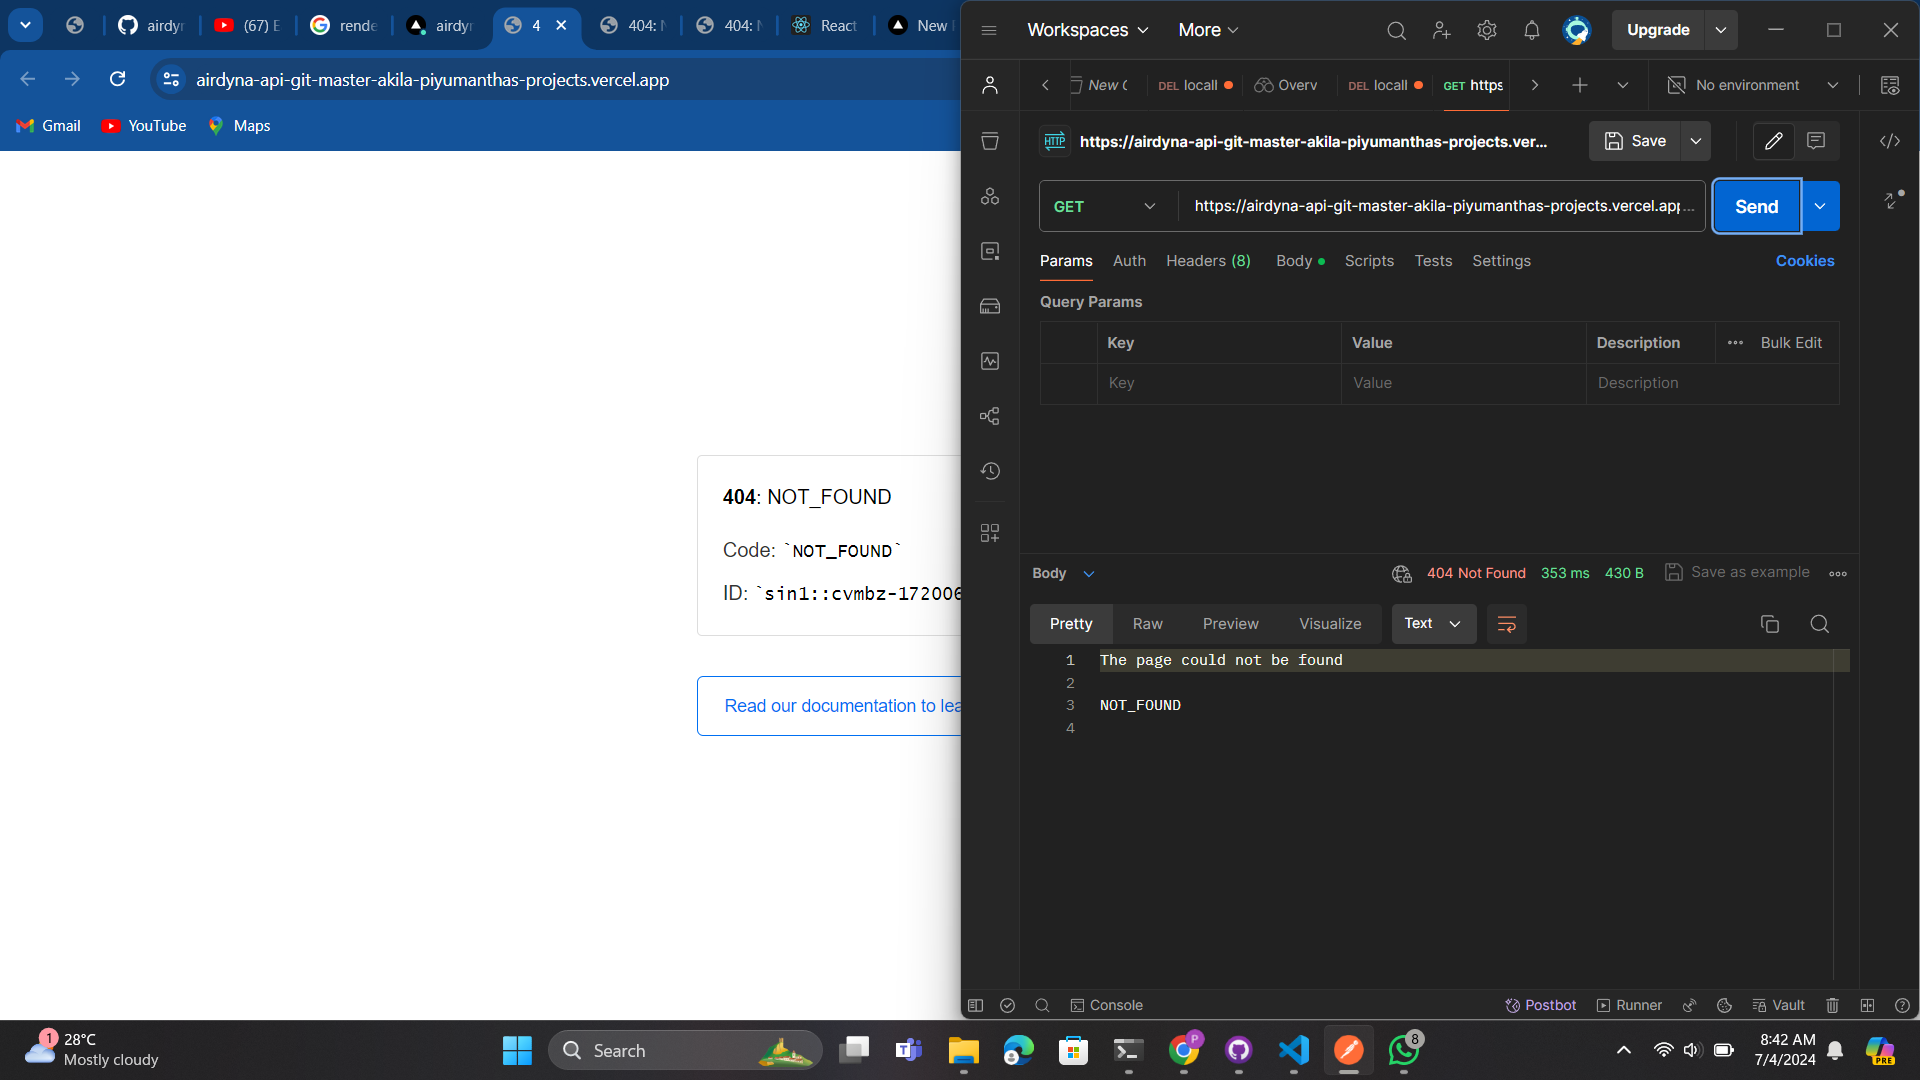 airdyr
(67) E
rende
airdyr
4
404: N
404: N
React
New
airdyna-api-git-master-akila-piyumanthas-projects.vercel.app
Gmail
YouTube
Maps
404: NOT_FOUND
Code: `NOT_FOUND`
ID: `sin1::cvmbz-172006
Read our documentation to lea
Workspaces
More
Upgrade
New C
DEL locall
Overv
DEL locall
GET https
No environment
HTTP
https://airdyna-api-git-master-akila-piyumanthas-projects.ver...
Save
GET
https://airdyna-api-git-master-akila-piyumanthas-projects.vercel.app...
Send
Params
Auth
Headers (8)
Body
Scripts
Tests
Settings
Cookies
Query Params
Key
Value
Description
Bulk Edit
Key
Value
Description
Body
404 Not Found
353 ms
430 B
Save as example
Pretty
Raw
Preview
Visualize
Text
1 The page could not be found
2
3 NOT_FOUND
4
Console
Postbot
Runner
Vault
1
28°C
Mostly cloudy
Search
P
8
8:42 AM
7/4/2024
PRE